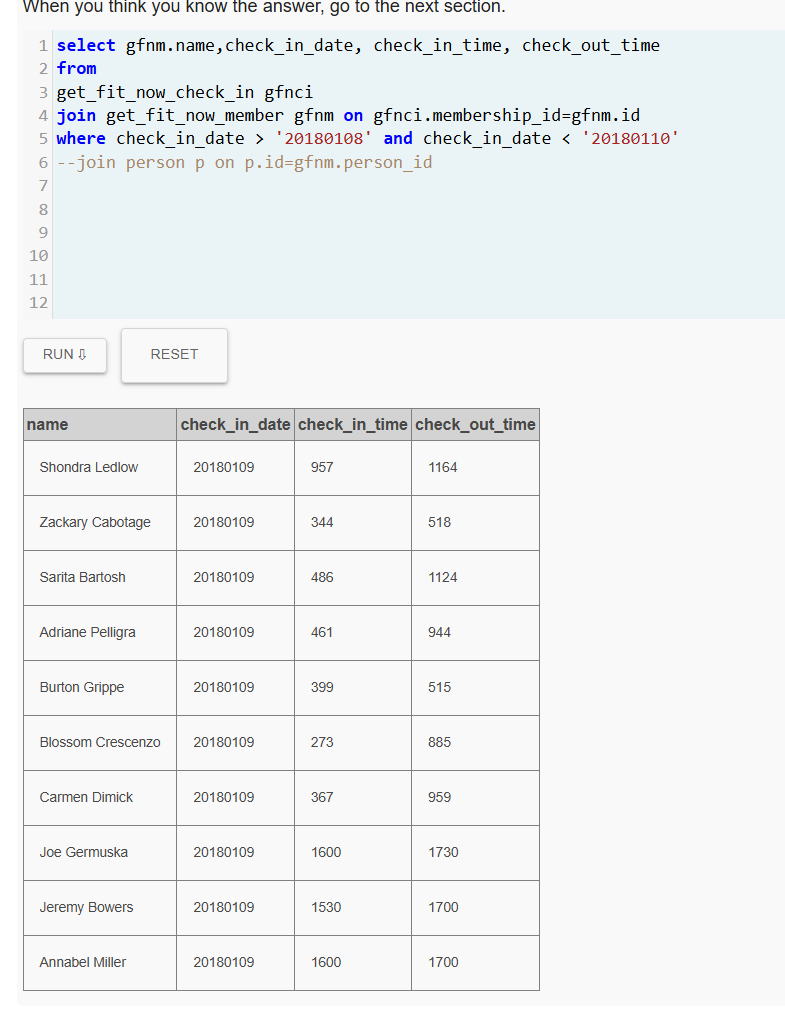 When you think you know the answer, go to the next section.
1 select gfnm.name,check_in_date, check_in_time, check_out_time
2 from
3 get_fit_now_check_in gfnci
4 join get_fit_now_member gfnm on gfnci.membership_id=gfnm.id
5 where check_in_date > '20180108' and check_in_date < '20180110'
6 --join person p on p.id=gfnm.person_id
7
8
9
10
11
12
RUN ⇩ RESET
name check_in_date check_in_time check_out_time
Shondra Ledlow 20180109 957 1164
Zackary Cabotage 20180109 344 518
Sarita Bartosh 20180109 486 1124
Adriane Pelligra 20180109 461 944
Burton Grippe 20180109 399 515
Blossom Crescenzo 20180109 273 885
Carmen Dimick 20180109 367 959
Joe Germuska 20180109 1600 1730
Jeremy Bowers 20180109 1530 1700
Annabel Miller 20180109 1600 1700